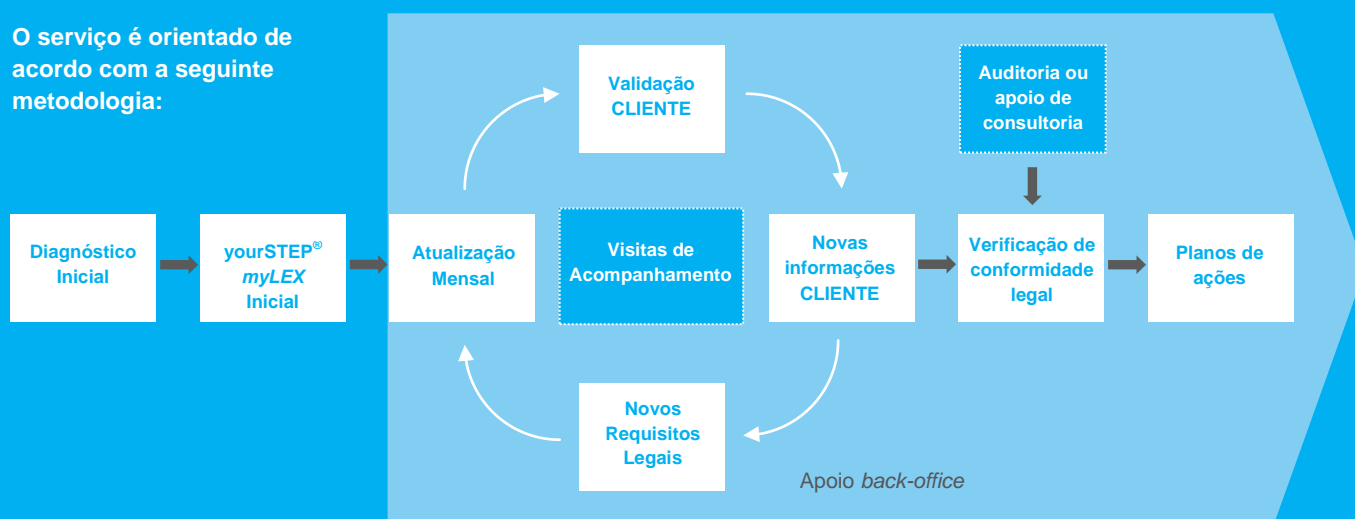 O serviço é orientado de
acordo com a seguinte
metodologia:
Validação
CLIENTE
Auditoria ou
apoio de
consultoria
Diagnóstico
Inicial
yourSTEP®
myLEX
Inicial
Atualização
Mensal
Visitas de
Acompanhamento
Novas
informações
CLIENTE
Verificação de
conformidade
legal
Planos de
ações
Novos
Requisitos
Legais
Apoio back-office